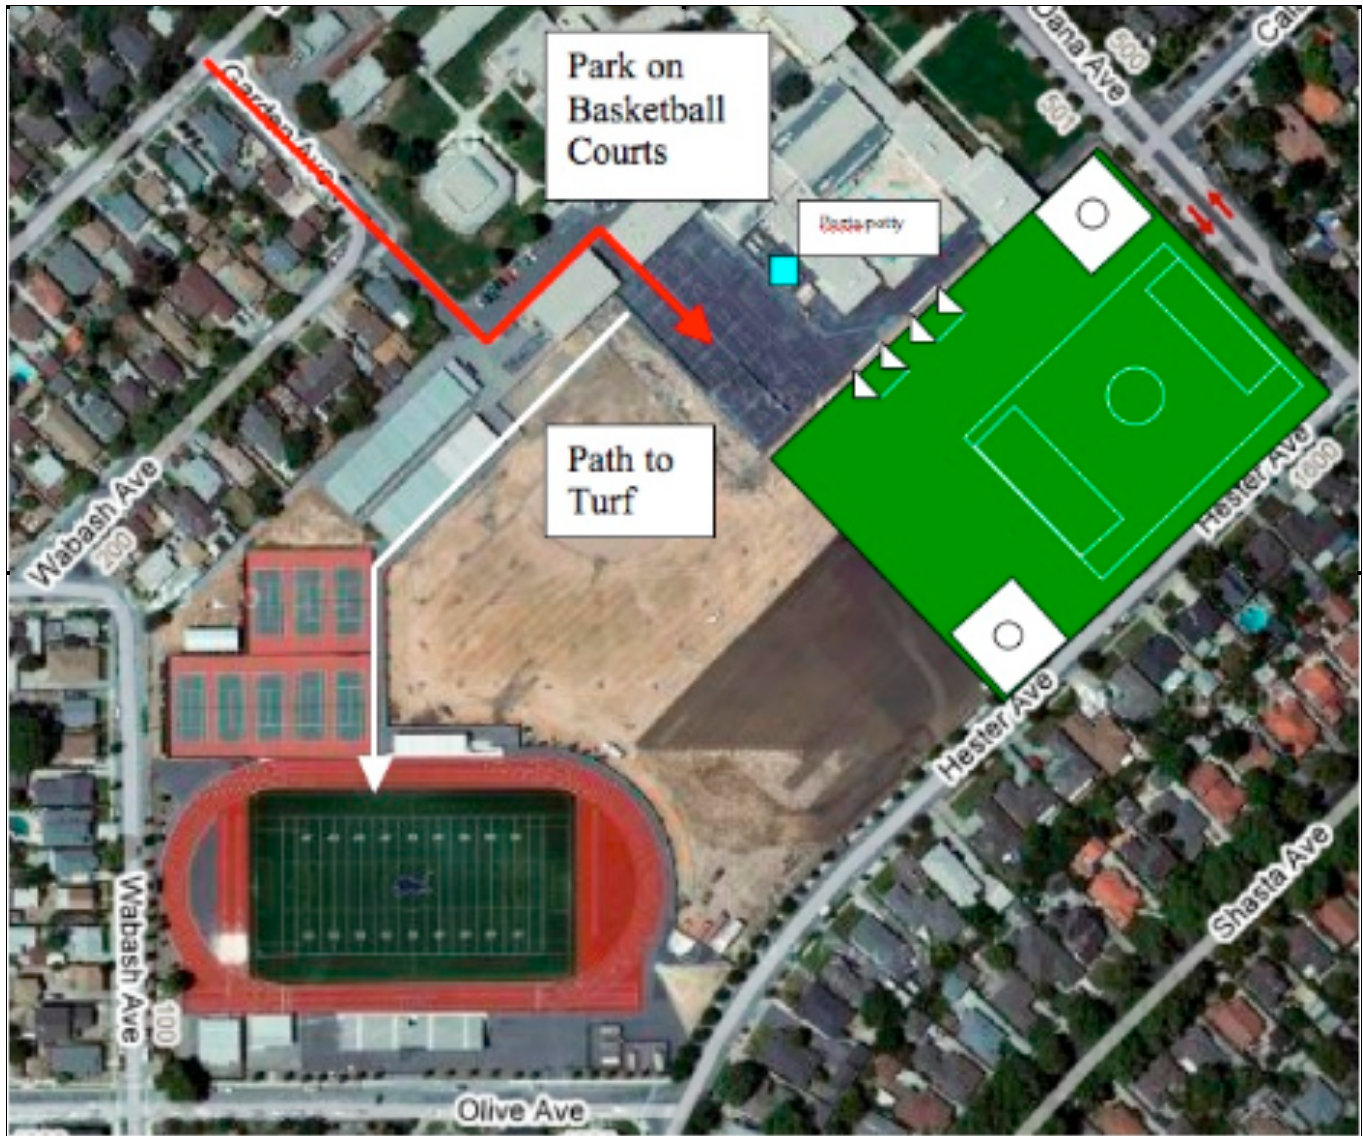 Dana Ave
500
501
Garden Ave
Park on
Basketball
Courts
potty
Path to
Turf
Wabash Ave
200
Hester Ave
1600
Hester Ave
Shasta Ave
Wabash Ave
100
Olive Ave